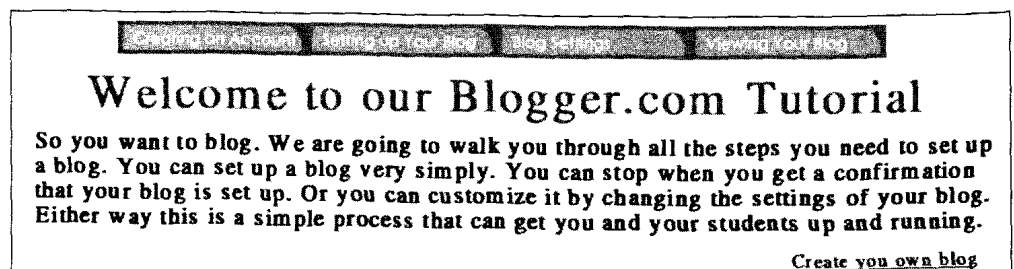 Creating an Account Setting up Your Blog Blog Settings Viewing Your Blog
Welcome to our Blogger.com Tutorial
So you want to blog. We are going to walk you through all the steps you need to set up
a blog. You can set up a blog very simply. You can stop when you get a confirmation
that your blog is set up. Or you can customize it by changing the settings of your blog.
Either way this is a simple process that can get you and your students up and running.
Create you own blog